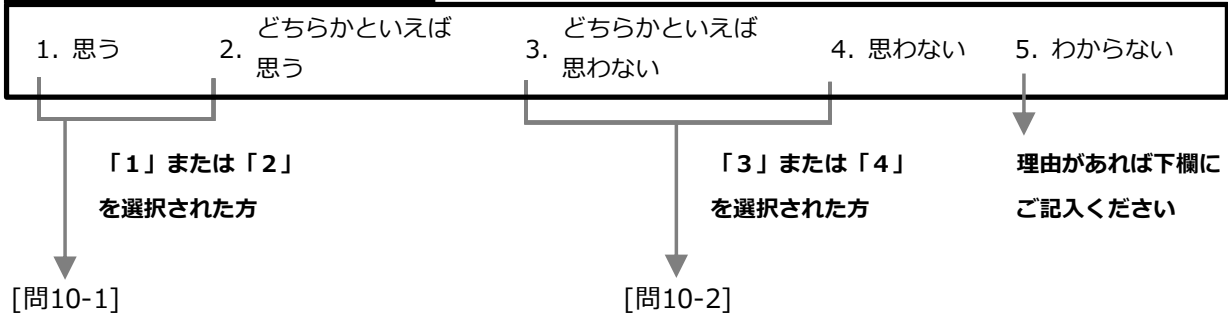 1. 思う 2. どちらかといえば思う 3. どちらかといえば思わない 4. 思わない 5. わからない
「1」または「2」
を選択された方
「3」または「4」
を選択された方
理由があれば下欄に
ご記入ください
[問10-1]
[問10-2]